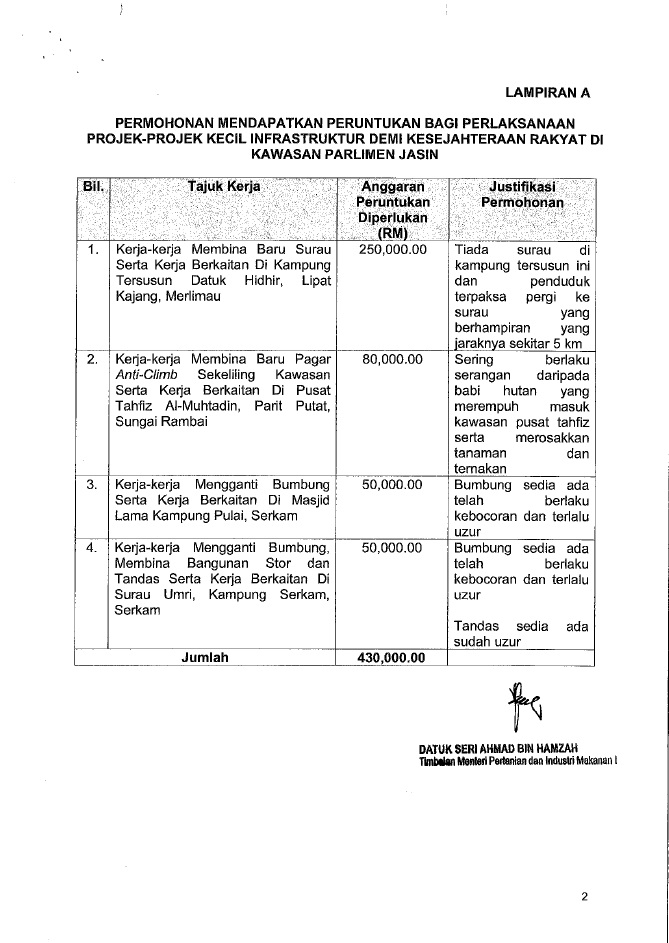 LAMPIRAN A
PERMOHONAN MENDAPATKAN PERUNTUKAN BAGI PERLAKSANAAN
PROJEK-PROJEK KECIL INFRASTRUKTUR DEMI KESEJAHTERAAN RAKYAT DI
KAWASAN PARLIMEN JASIN
Bil.
Tajuk Kerja
Anggaran
Peruntukan
Diperlukan
(RM)
Justifikasi
Permohonan
1.
Kerja-kerja Membina Baru Surau
Serta Kerja Berkaitan Di Kampung
Tersusun Datuk Hidhir, Lipat
Kajang, Merlimau
250,000.00
Tiada surau di
kampung tersusun ini
dan penduduk
terpaksa pergi ke
surau yang
berhampiran yang
jaraknya sekitar 5 km
2.
Kerja-kerja Membina Baru Pagar
Anti-Climb Sekeliling Kawasan
Serta Kerja Berkaitan Di Pusat
Tahfiz Al-Muhtadin, Parit Putat,
Sungai Rambai
80,000.00
Sering berlaku
serangan daripada
babi hutan yang
merempuh masuk
kawasan pusat tahfiz
serta merosakkan
tanaman dan
ternakan
3.
Kerja-kerja Mengganti Bumbung
Serta Kerja Berkaitan Di Masjid
Lama Kampung Pulai, Serkam
50,000.00
Bumbung sedia ada
telah berlaku
kebocoran dan terlalu
uzur
4.
Kerja-kerja Mengganti Bumbung,
Membina Bangunan Stor dan
Tandas Serta Kerja Berkaitan Di
Surau Umri, Kampung Serkam,
Serkam
50,000.00
Bumbung sedia ada
telah berlaku
kebocoran dan terlalu
uzur
Tandas sedia ada
sudah uzur
Jumlah
430,000.00
DATUK SERI AHMAD BIN HAMZAH
Timbalan Menteri Pertanian dan Industri Makanan I
2